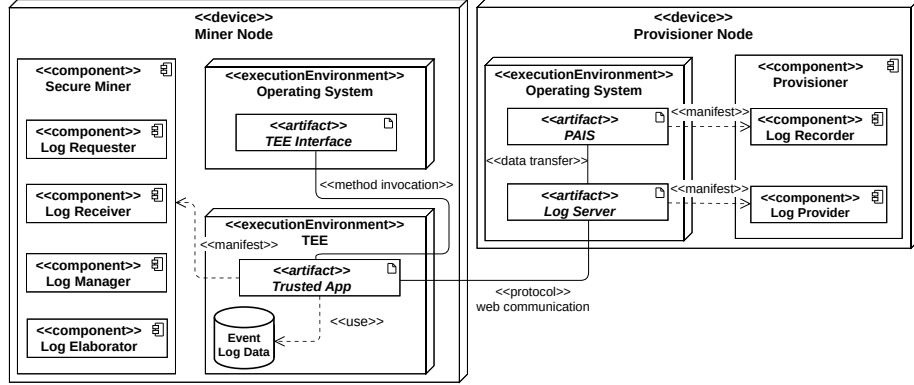 <<device>>
Miner Node
<<component>>
Secure Miner
<<component>>
Log Requester
<<component>>
Log Receiver
<<component>>
Log Manager
<<component>>
Log Elaborator
<<executionEnvironment>>
Operating System
<<artifact>>
TEE Interface
<<method invocation>>
<<executionEnvironment>>
TEE
<<manifest>>
<<artifact>>
Trusted App
<<use>>
Event
Log Data
<<protocol>>
web communication
<<device>>
Provisioner Node
<<executionEnvironment>>
Operating System
<<artifact>>
PAIS
<<data transfer>>
<<artifact>>
Log Server
<<manifest>>
<<manifest>>
<<component>>
Provisioner
<<component>>
Log Recorder
<<component>>
Log Provider